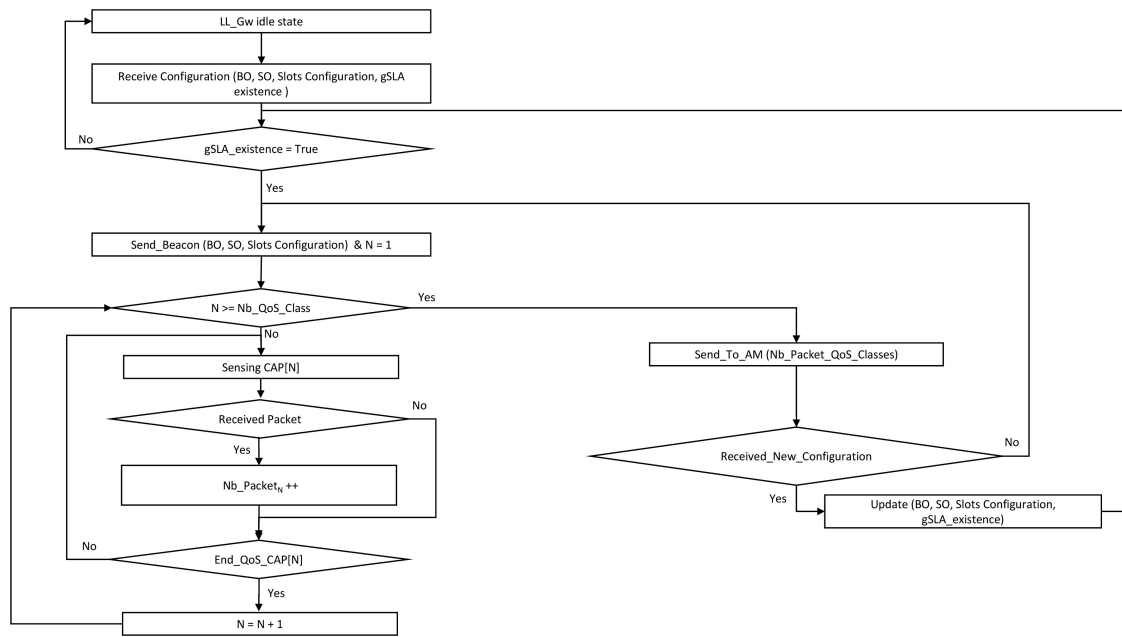 LL_Gw idle state
Receive Configuration (BO, SO, Slots Configuration, gSLA
existence )
No
gSLA_existence = True
Yes
Send_Beacon (BO, SO, Slots Configuration) & N = 1
N >= Nb_QoS_Class
Yes
No
Sensing CAP[N]
Send_To_AM (Nb_Packet_QoS_Classes)
Received Packet
No
Yes
Nb_PacketN ++
Received_New_Configuration
No
Yes
Update (BO, SO, Slots Configuration,
gSLA_existence)
No
End_QoS_CAP[N]
Yes
N = N + 1